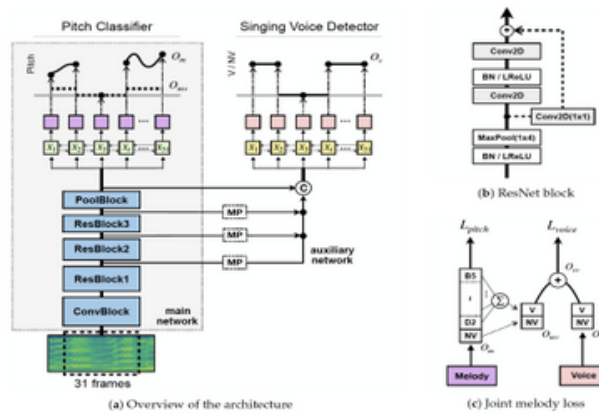 Pitch Classifier
Singing Voice Detector
Pitch
V / NV
PoolBlock
ResBlock3
ResBlock2
ResBlock1
ConvBlock
MP
MP
MP
C
auxiliary
network
main
network
31 frames
(a) Overview of the architecture
Conv2D
BN / LReLU
Conv2D
Conv2D(1x1)
MaxPool(1x4)
BN / LReLU
(b) ResNet block
L pitch
L voice
B5
D2
NV
Σ
V
NV
V
NV
Melody
Voice
(c) Joint melody loss